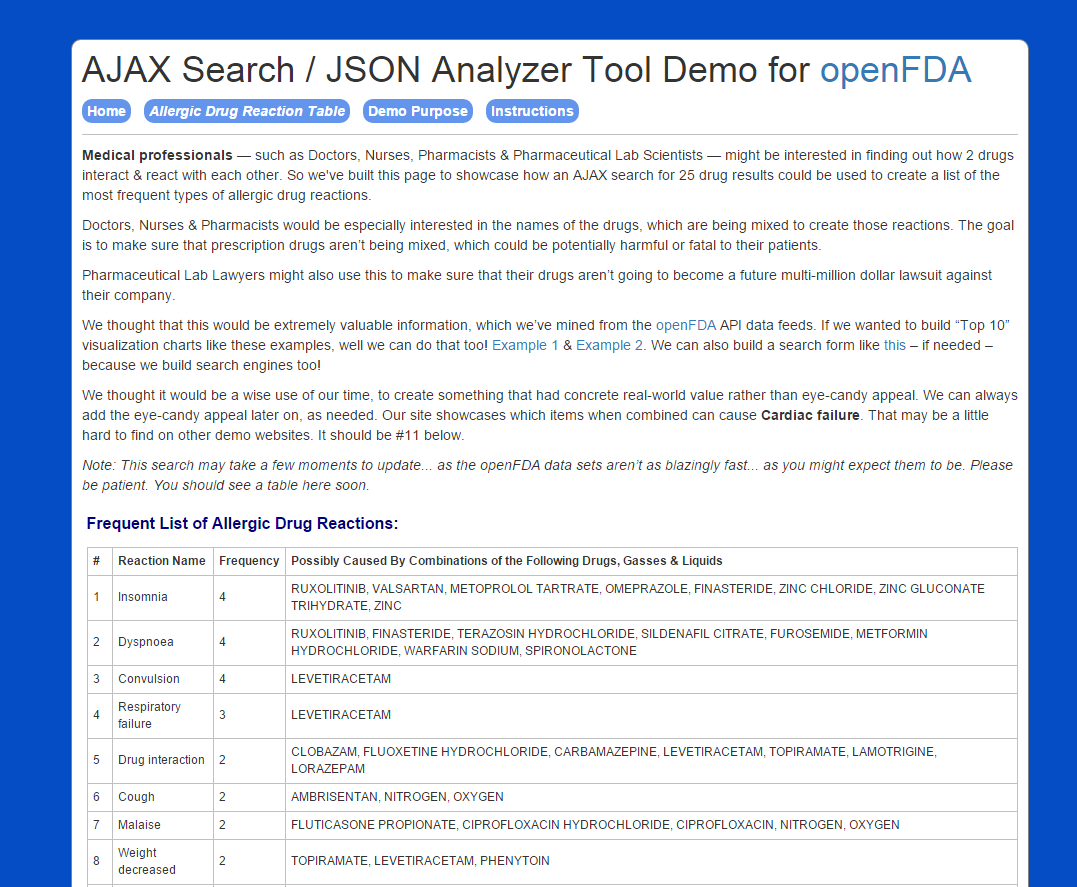 AJAX Search / JSON Analyzer Tool Demo for openFDA
Home Allergic Drug Reaction Table Demo Purpose Instructions
Medical professionals — such as Doctors, Nurses, Pharmacists & Pharmaceutical Lab Scientists — might be interested in finding out how 2 drugs
interact & react with each other. So we've built this page to showcase how an AJAX search for 25 drug results could be used to create a list of the
most frequent types of allergic drug reactions.
Doctors, Nurses & Pharmacists would be especially interested in the names of the drugs, which are being mixed to create those reactions. The goal
is to make sure that prescription drugs aren't being mixed, which could be potentially harmful or fatal to their patients.
Pharmaceutical Lab Lawyers might also use this to make sure that their drugs aren't going to become a future multi-million dollar lawsuit against
their company.
We thought that this would be extremely valuable information, which we've mined from the openFDA API data feeds. If we wanted to build “Top 10”
visualization charts like these examples, well we can do that too! Example 1 & Example 2. We can also build a search form like this – if needed –
because we build search engines too!
We thought it would be a wise use of our time, to create something that had concrete real-world value rather than eye-candy appeal. We can always
add the eye-candy appeal later on, as needed. Our site showcases which items when combined can cause Cardiac failure. That may be a little
hard to find on other demo websites. It should be #11 below.
Note: This search may take a few moments to update... as the openFDA data sets aren't as blazingly fast... as you might expect them to be. Please
be patient. You should see a table here soon.
Frequent List of Allergic Drug Reactions:
# Reaction Name Frequency Possibly Caused By Combinations of the Following Drugs, Gasses & Liquids
1 Insomnia 4 RUXOLITINIB, VALSARTAN, METOPROLOL TARTRATE, OMEPRAZOLE, FINASTERIDE, ZINC CHLORIDE, ZINC GLUCONATE
TRIHYDRATE, ZINC
2 Dyspnoea 4 RUXOLITINIB, FINASTERIDE, TERAZOSIN HYDROCHLORIDE, SILDENAFIL CITRATE, FUROSEMIDE, METFORMIN
HYDROCHLORIDE, WARFARIN SODIUM, SPIRONOLACTONE
3 Convulsion 4 LEVETIRACETAM
4 Respiratory
failure 3 LEVETIRACETAM
5 Drug interaction 2 CLOBAZAM, FLUOXETINE HYDROCHLORIDE, CARBAMAZEPINE, LEVETIRACETAM, TOPIRAMATE, LAMOTRIGINE,
LORAZEPAM
6 Cough 2 AMBRISENTAN, NITROGEN, OXYGEN
7 Malaise 2 FLUTICASONE PROPIONATE, CIPROFLOXACIN HYDROCHLORIDE, CIPROFLOXACIN, NITROGEN, OXYGEN
8 Weight
decreased 2 TOPIRAMATE, LEVETIRACETAM, PHENYTOIN